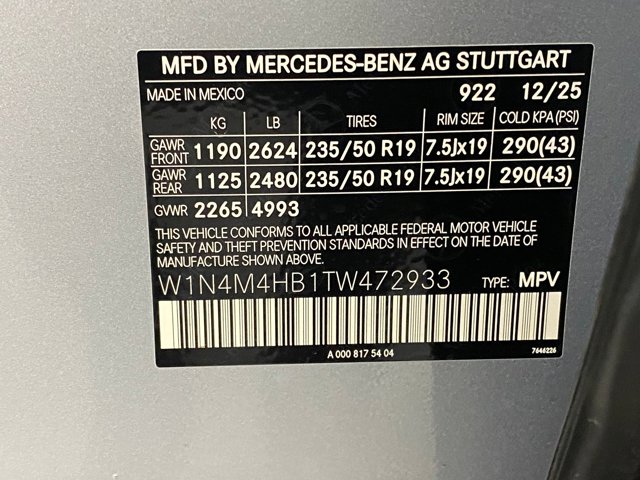 MFD BY MERCEDES-BENZ AG STUTTGART
MADE IN MEXICO 922 12/25
KG LB TIRES RIM SIZE COLD KPA (PSI)
GAWR FRONT 1190 2624 235/50 R19 7.5Jx19 290(43)
GAWR REAR 1125 2480 235/50 R19 7.5Jx19 290(43)
GVWR 2265 4993
THIS VEHICLE CONFORMS TO ALL APPLICABLE FEDERAL MOTOR VEHICLE
SAFETY AND THEFT PREVENTION STANDARDS IN EFFECT ON THE DATE
OF MANUFACTURE SHOWN ABOVE.
W1N4M4HB1TW472933 TYPE: MPV
A 000 817 54 04 7646226